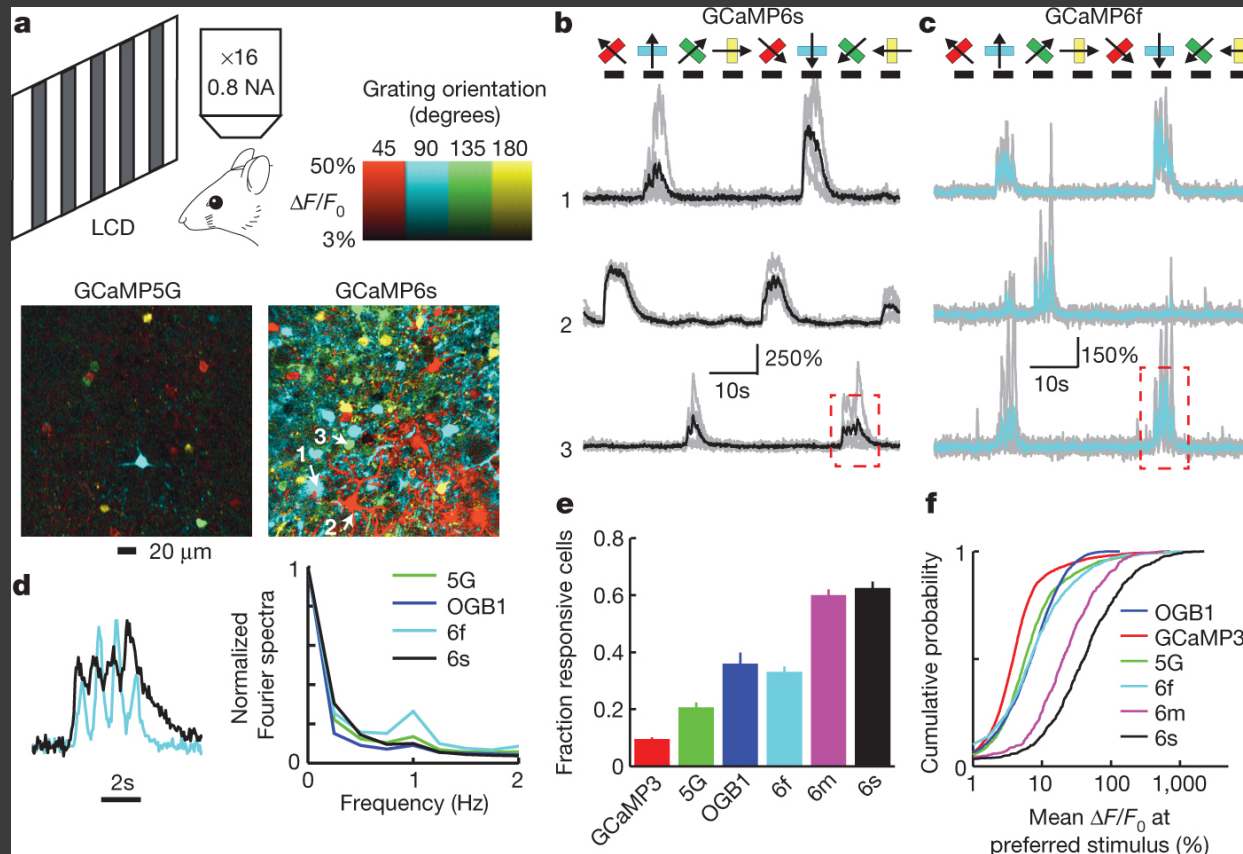 a
×16
0.8 NA
LCD
Grating orientation
(degrees)
45 90 135 180
50%
ΔF/F0
3%
GCaMP5G
GCaMP6s
3
1
2
20 μm
b
GCaMP6s
1
2
3
250%
10s
c
GCaMP6f
150%
10s
d
2s
Normalized
Fourier spectra
1
0
0 1 2
Frequency (Hz)
5G
OGB1
6f
6s
e
Fraction responsive cells
0.8
0.6
0.4
0.2
0
GCaMP3
5G
OGB1
6f
6m
6s
f
Cumulative probability
1
0
1 10 100 1,000
Mean ΔF/F0 at
preferred stimulus (%)
OGB1
GCaMP3
5G
6f
6m
6s